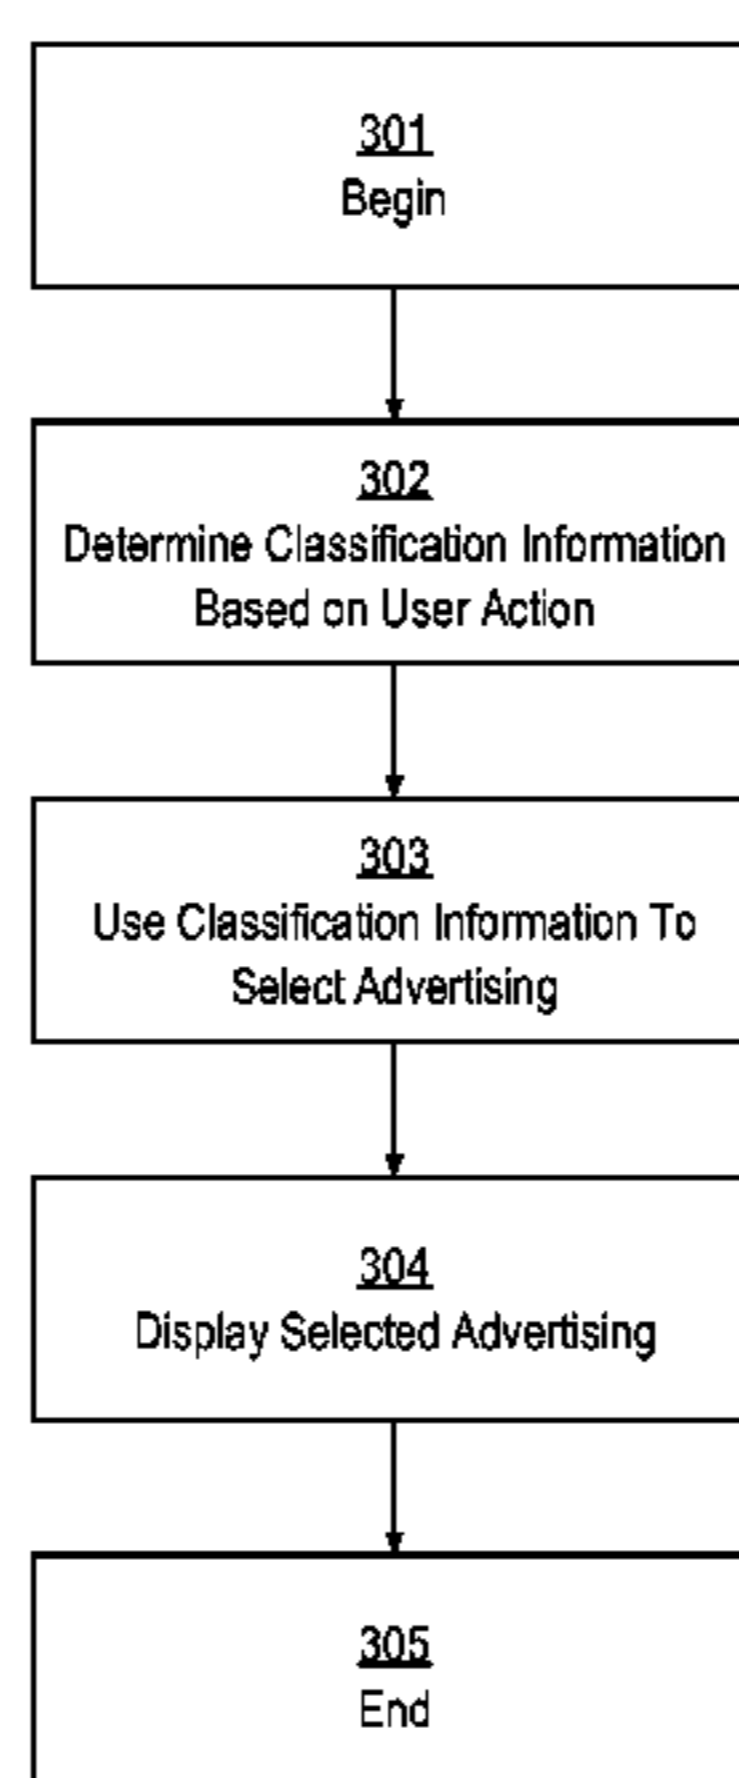 301
Begin
302
Determine Classification Information
Based on User Action
303
Use Classification Information To
Select Advertising
304
Display Selected Advertising
305
End